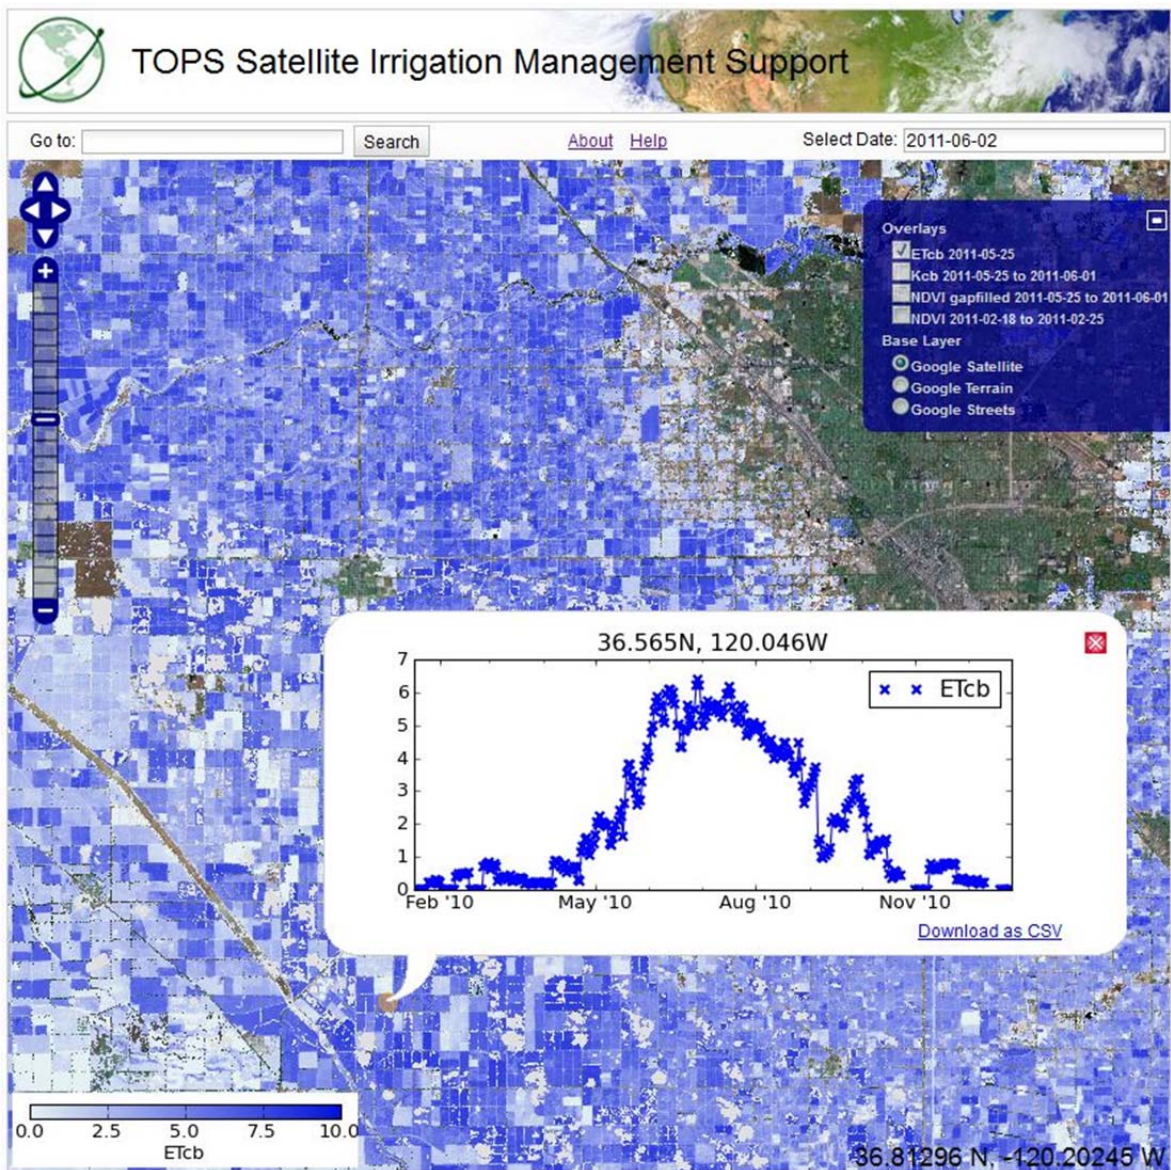 TOPS Satellite Irrigation Management Support
Go to: Search About Help Select Date: 2011-06-02
Overlays
ETcb 2011-05-25
Kcb 2011-05-25 to 2011-06-01
NDVI gapfilled 2011-05-25 to 2011-06-01
NDVI 2011-02-18 to 2011-02-25
Base Layer
Google Satellite
Google Terrain
Google Streets
36.565N, 120.046W
ETcb
7
6
5
4
3
2
1
0
Feb '10 May '10 Aug '10 Nov '10
Download as CSV
0.0 2.5 5.0 7.5 10.0
ETcb
36.81296 N, -120.20245 W